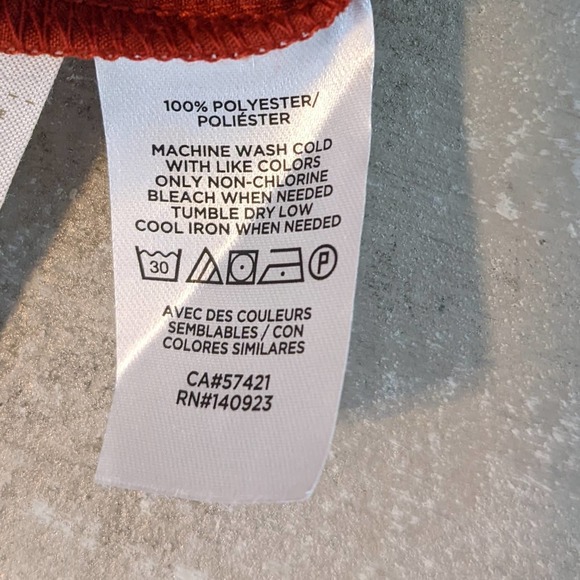 100% POLYESTER/
POLIÉSTER
MACHINE WASH COLD
WITH LIKE COLORS
ONLY NON-CHLORINE
BLEACH WHEN NEEDED
TUMBLE DRY LOW
COOL IRON WHEN NEEDED
30 P
AVEC DES COULEURS
SEMBLABLES / CON
COLORES SIMILARES
CA#57421
RN#140923